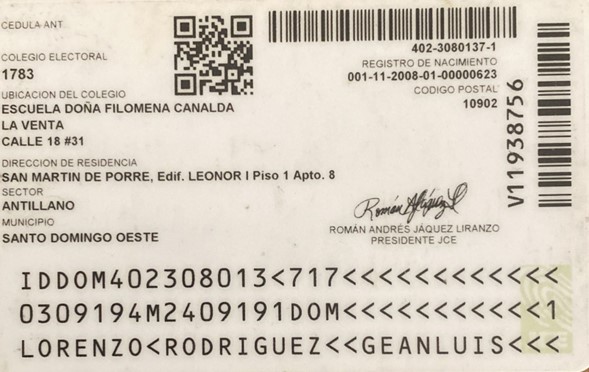 CEDULA ANT.
COLEGIO ELECTORAL
1783
UBICACION DEL COLEGIO
ESCUELA DOÑA FILOMENA CANALDA
LA VENTA
CALLE 18 #31
DIRECCION DE RESIDENCIA
SAN MARTIN DE PORRE, Edif. LEONOR I Piso 1 Apto. 8
SECTOR
ANTILLANO
MUNICIPIO
SANTO DOMINGO OESTE
402-3080137-1
REGISTRO DE NACIMIENTO
001-11-2008-01-00000623
CODIGO POSTAL
10902
V11938756
ROMÁN ANDRÉS JÁQUEZ LIRANZO
PRESIDENTE JCE
IDDOM402308013<717<<<<<<<<<<<<
0309194M2409191DOM<<<<<<<<<<<1
LORENZO<RODRIGUEZ<<GEANLUIS<<<